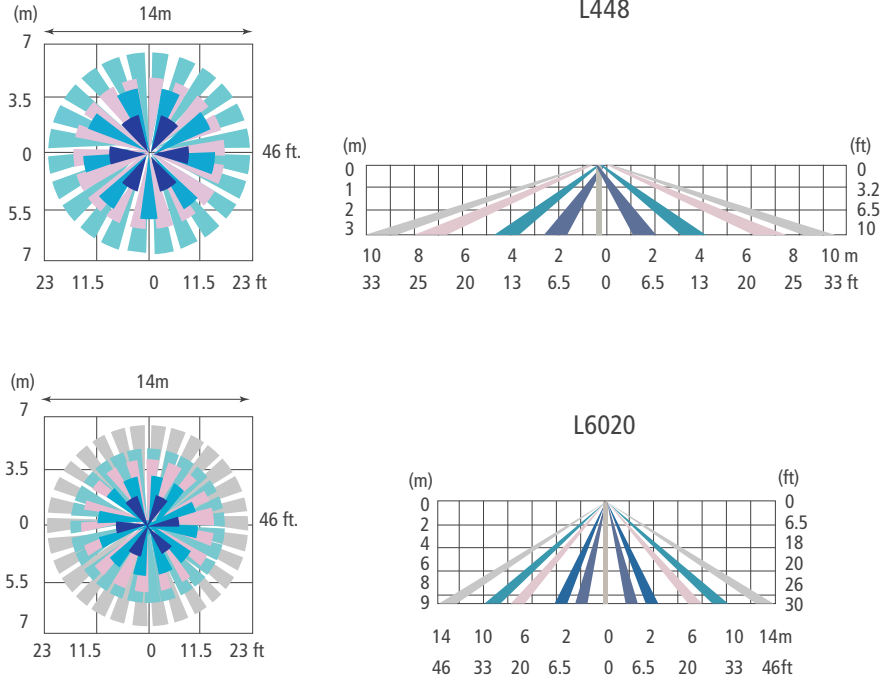 (m)
14m
7
3.5
0
5.5
7
46 ft.
23 11.5 0 11.5 23 ft
L448
(m) (ft)
0 0
1 3.2
2 6.5
3 10
10 8 6 4 2 0 2 4 6 8 10 m
33 25 20 13 6.5 0 6.5 13 20 25 33 ft
(m)
14m
7
3.5
0
5.5
7
46 ft.
23 11.5 0 11.5 23 ft
L6020
(m) (ft)
0 0
2 6.5
4 18
6 20
8 26
9 30
14 10 6 2 0 2 6 10 14m
46 33 20 6.5 0 6.5 20 33 46ft